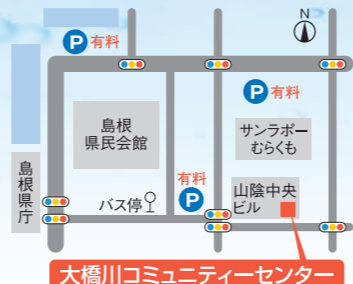 N
P 有料
P 有料
島根
県民会館
サンラポー
むらくも
島根県庁
有料
P
山陰中央
ビル
バス停
大橋川コミュニティーセンター